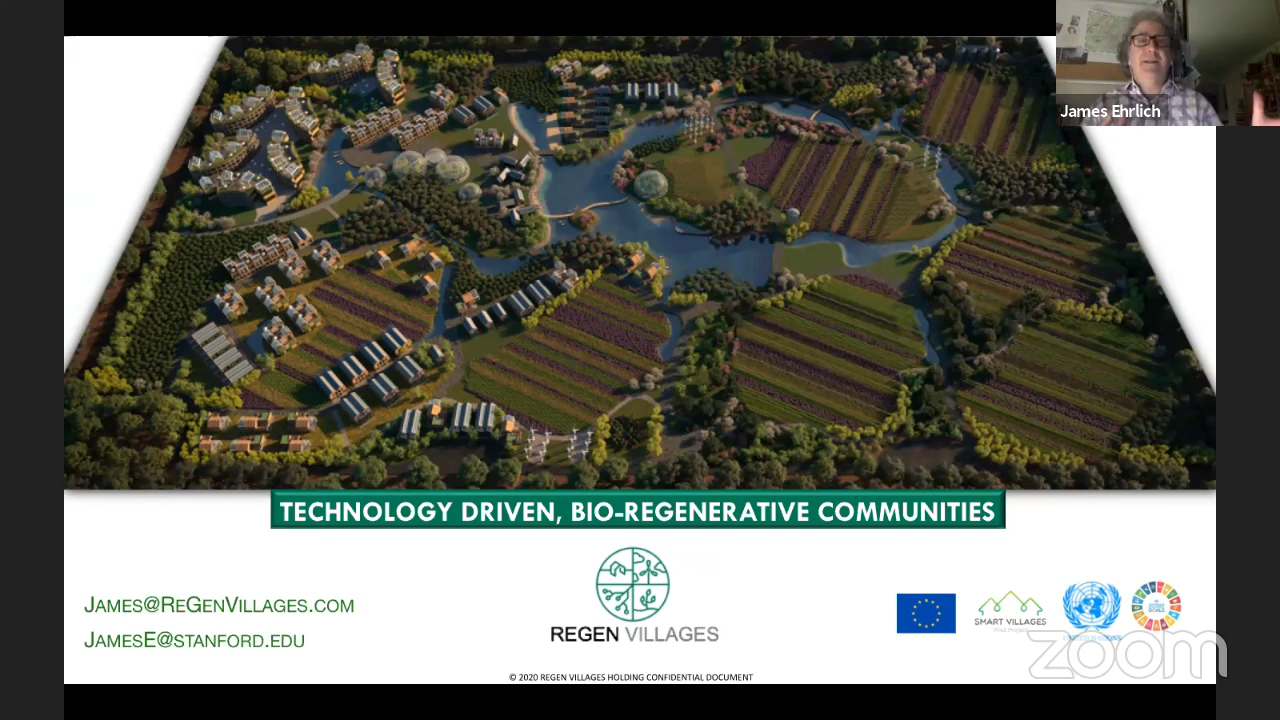 James Ehrlich
TECHNOLOGY DRIVEN, BIO-REGENERATIVE COMMUNITIES
JAMES@REGENVILLAGES.COM
JAMESE@STANFORD.EDU
REGEN VILLAGES
SMART VILLAGES
zoom
© 2020 REGEN VILLAGES HOLDING CONFIDENTIAL DOCUMENT